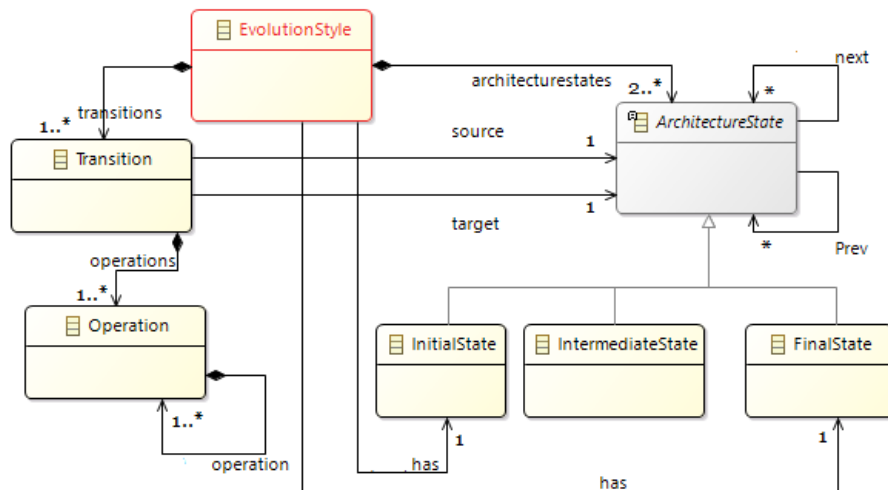 EvolutionStyle
next
architecturestates
2..*
*
transitions
1..*
source
1
ArchitectureState
Transition
1
target
*
Prev
operations
1..*
Operation
InitialState
IntermediateState
FinalState
1..*
1
1
operation
has
has